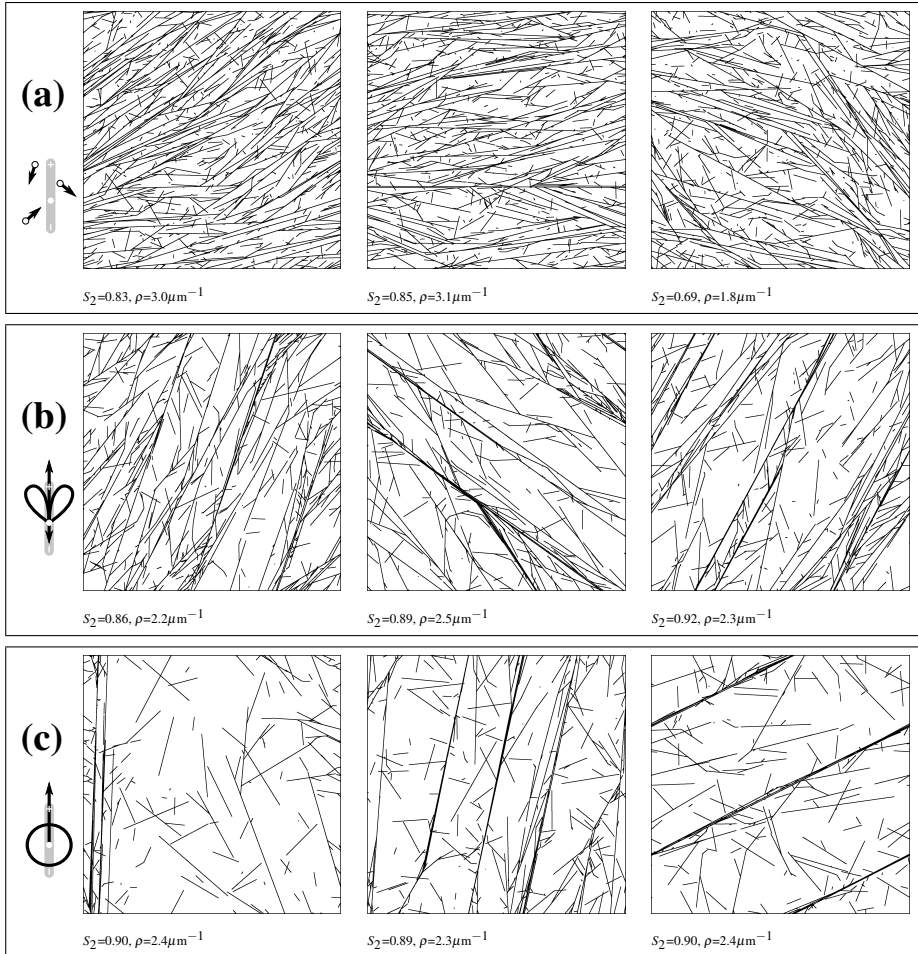 (a)
+
-
S2=0.83, ρ=3.0μm−1 S2=0.85, ρ=3.1μm−1 S2=0.69, ρ=1.8μm−1
(b)
S2=0.86, ρ=2.2μm−1 S2=0.89, ρ=2.5μm−1 S2=0.92, ρ=2.3μm−1
(c)
S2=0.90, ρ=2.4μm−1 S2=0.89, ρ=2.3μm−1 S2=0.90, ρ=2.4μm−1